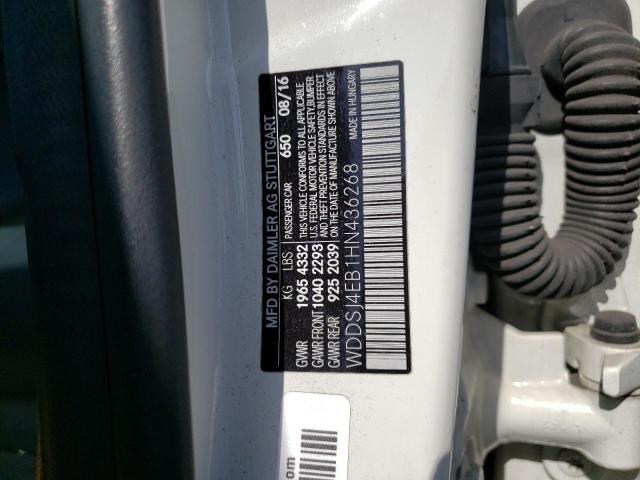 MFD BY DAIMLER AG STUTTGART
PASSENGER CAR 650 08/16
KG LBS
GVWR 1965 4332
GAWR FRONT 1040 2293
GAWR REAR 925 2039
THIS VEHICLE CONFORMS TO ALL APPLICABLE
U.S. FEDERAL MOTOR VEHICLE SAFETY,BUMPER
AND THEFT PREVENTION STANDARDS IN EFFECT
ON THE DATE OF MANUFACTURE SHOWN ABOVE
WDDSJ4EB1HN436268
MADE IN HUNGARY
om